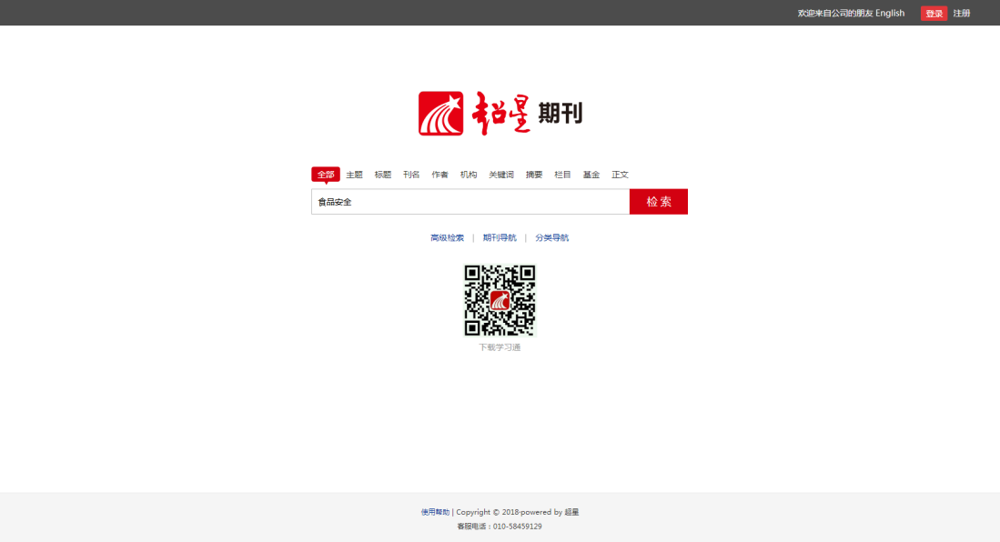 欢迎来自公司的朋友 English 登录 注册
超星 期刊
全部 主题 标题 刊名 作者 机构 关键词 摘要 栏目 基金 正文
食品安全 检 索
高级检索 | 期刊导航 | 分类导航
下载学习通
使用帮助 | Copyright © 2018-powered by 超星
客服电话：010-58459129